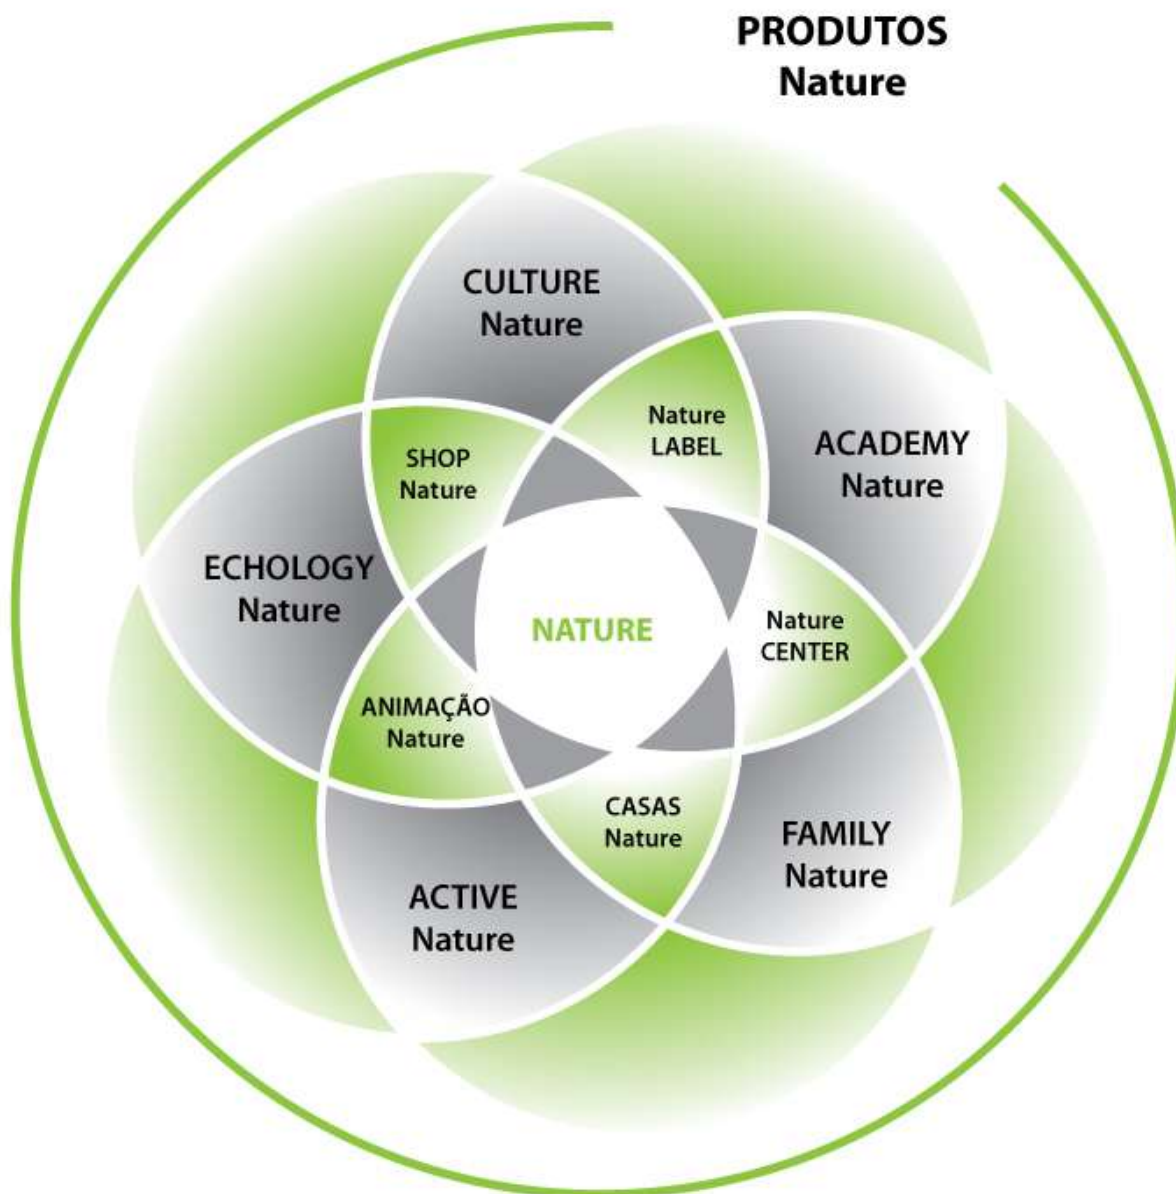 PRODUTOS
Nature
CULTURE
Nature
Nature
LABEL
ACADEMY
Nature
SHOP
Nature
ECHOLOGY
Nature
NATURE
Nature
CENTER
ANIMAÇÃO
Nature
CASAS
Nature
FAMILY
Nature
ACTIVE
Nature